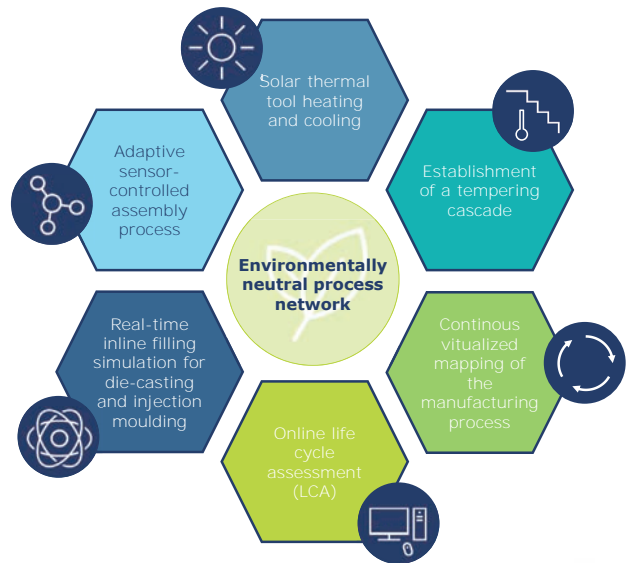 Solar thermal
tool heating
and cooling
Establishment
of a tempering
cascade
Continous
vitualized
mapping of
the
manufacturing
process
Online life
cycle
assessment
(LCA)
Real-time
inline filling
simulation for
die-casting
and injection
moulding
Adaptive
sensor-
controlled
assembly
process
Environmentally
neutral process
network